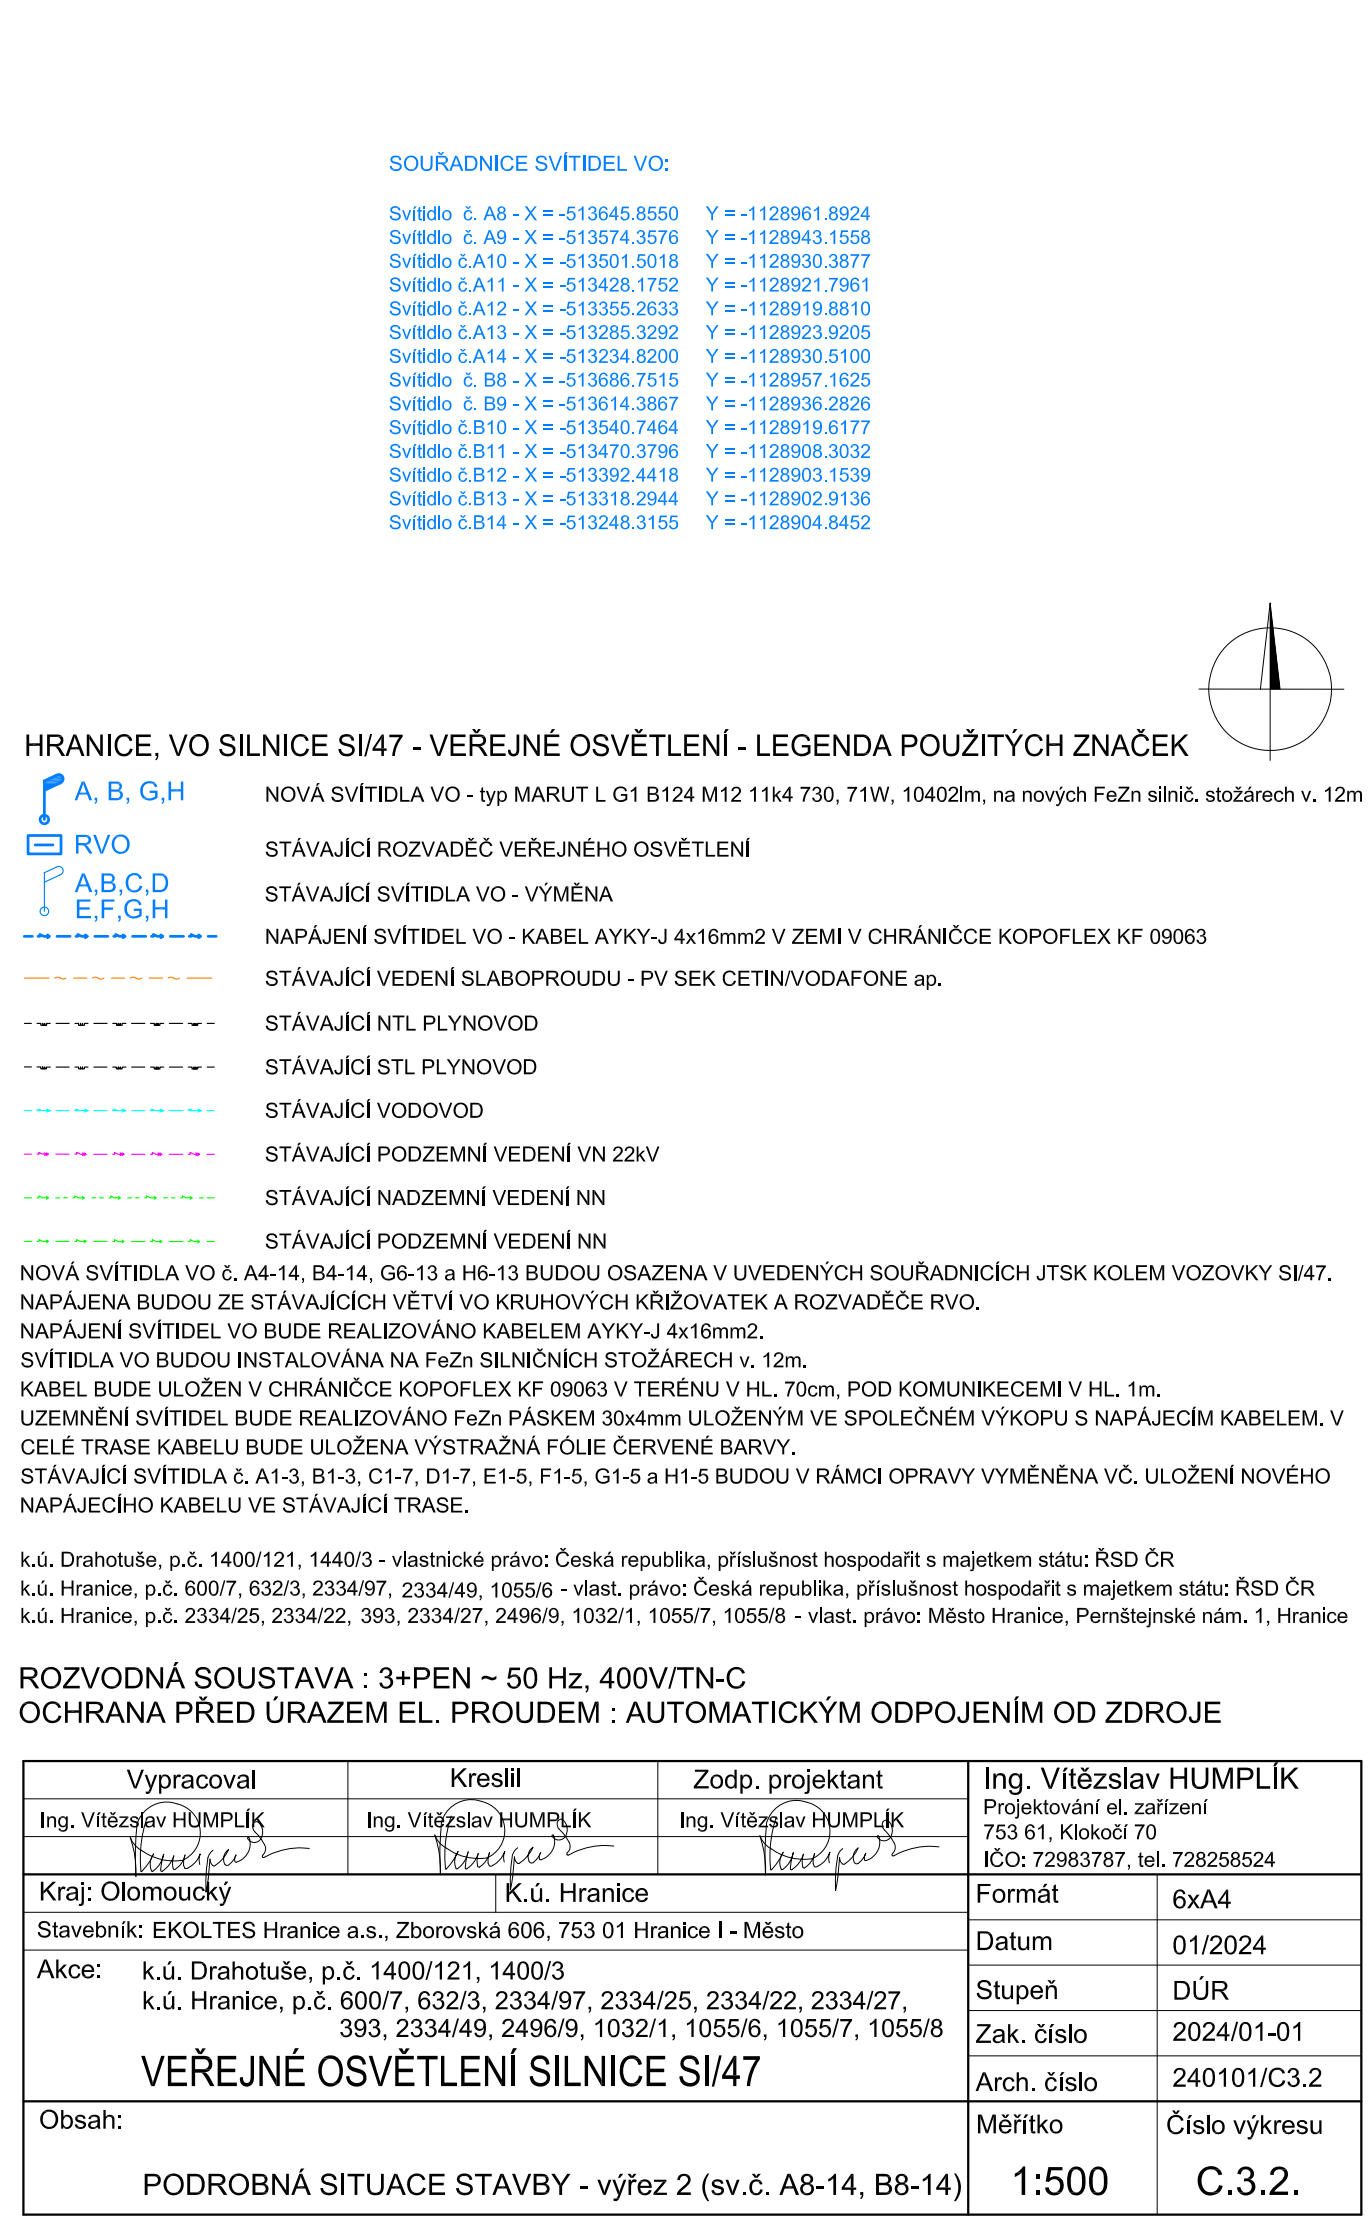 SOUŘADNICE SVÍTIDEL VO:
Svítidlo č. A8 - X = -513645.8550 Y = -1128961.8924
Svítidlo č. A9 - X = -513574.3576 Y = -1128943.1558
Svítidlo č.A10 - X = -513501.5018 Y = -1128930.3877
Svítidlo č.A11 - X = -513428.1752 Y = -1128921.7961
Svítidlo č.A12 - X = -513355.2633 Y = -1128919.8810
Svítidlo č.A13 - X = -513285.3292 Y = -1128923.9205
Svítidlo č.A14 - X = -513234.8200 Y = -1128930.5100
Svítidlo č. B8 - X = -513686.7515 Y = -1128957.1625
Svítidlo č. B9 - X = -513614.3867 Y = -1128936.2826
Svítidlo č.B10 - X = -513540.7464 Y = -1128919.6177
Svítidlo č.B11 - X = -513470.3796 Y = -1128908.3032
Svítidlo č.B12 - X = -513392.4418 Y = -1128903.1539
Svítidlo č.B13 - X = -513318.2944 Y = -1128902.9136
Svítidlo č.B14 - X = -513248.3155 Y = -1128904.8452
HRANICE, VO SILNICE SI/47 - VEŘEJNÉ OSVĚTLENÍ - LEGENDA POUŽITÝCH ZNAČEK
A, B, G,H NOVÁ SVÍTIDLA VO - typ MARUT L G1 B124 M12 11k4 730, 71W, 10402lm, na nových FeZn silnič. stožárech v. 12m
RVO STÁVAJÍCÍ ROZVADĚČ VEŘEJNÉHO OSVĚTLENÍ
A,B,C,D
E,F,G,H STÁVAJÍCÍ SVÍTIDLA VO - VÝMĚNA
NAPÁJENÍ SVÍTIDEL VO - KABEL AYKY-J 4x16mm2 V ZEMI V CHRÁNIČCE KOPOFLEX KF 09063
STÁVAJÍCÍ VEDENÍ SLABOPROUDU - PV SEK CETIN/VODAFONE ap.
STÁVAJÍCÍ NTL PLYNOVOD
STÁVAJÍCÍ STL PLYNOVOD
STÁVAJÍCÍ VODOVOD
STÁVAJÍCÍ PODZEMNÍ VEDENÍ VN 22kV
STÁVAJÍCÍ NADZEMNÍ VEDENÍ NN
STÁVAJÍCÍ PODZEMNÍ VEDENÍ NN
NOVÁ SVÍTIDLA VO č. A4-14, B4-14, G6-13 a H6-13 BUDOU OSAZENA V UVEDENÝCH SOUŘADNICÍCH JTSK KOLEM VOZOVKY SI/47.
NAPÁJENA BUDOU ZE STÁVAJÍCÍCH VĚTVÍ VO KRUHOVÝCH KŘIŽOVATEK A ROZVADĚČE RVO.
NAPÁJENÍ SVÍTIDEL VO BUDE REALIZOVÁNO KABELEM AYKY-J 4x16mm2.
SVÍTIDLA VO BUDOU INSTALOVÁNA NA FeZn SILNIČNÍCH STOŽÁRECH v. 12m.
KABEL BUDE ULOŽEN V CHRÁNIČCE KOPOFLEX KF 09063 V TERÉNU V HL. 70cm, POD KOMUNIKECEMI V HL. 1m.
UZEMNĚNÍ SVÍTIDEL BUDE REALIZOVÁNO FeZn PÁSKEM 30x4mm ULOŽENÝM VE SPOLEČNÉM VÝKOPU S NAPÁJECÍM KABELEM. V
CELÉ TRASE KABELU BUDE ULOŽENA VÝSTRAŽNÁ FÓLIE ČERVENÉ BARVY.
STÁVAJÍCÍ SVÍTIDLA č. A1-3, B1-3, C1-7, D1-7, E1-5, F1-5, G1-5 a H1-5 BUDOU V RÁMCI OPRAVY VYMĚNĚNA VČ. ULOŽENÍ NOVÉHO
NAPÁJECÍHO KABELU VE STÁVAJÍCÍ TRASE.
k.ú. Drahotuše, p.č. 1400/121, 1440/3 - vlastnické právo: Česká republika, příslušnost hospodařit s majetkem státu: ŘSD ČR
k.ú. Hranice, p.č. 600/7, 632/3, 2334/97, 2334/49, 1055/6 - vlast. právo: Česká republika, příslušnost hospodařit s majetkem státu: ŘSD ČR
k.ú. Hranice, p.č. 2334/25, 2334/22, 393, 2334/27, 2496/9, 1032/1, 1055/7, 1055/8 - vlast. právo: Město Hranice, Pernštejnské nám. 1, Hranice
ROZVODNÁ SOUSTAVA : 3+PEN ~ 50 Hz, 400V/TN-C
OCHRANA PŘED ÚRAZEM EL. PROUDEM : AUTOMATICKÝM ODPOJENÍM OD ZDROJE
Vypracoval Kreslil Zodp. projektant
Ing. Vítězslav HUMPLÍK Ing. Vítězslav HUMPLÍK Ing. Vítězslav HUMPLÍK
Ing. Vítězslav HUMPLÍK
Projektování el. zařízení
753 61, Klokočí 70
IČO: 72983787, tel. 728258524
Kraj: Olomoucký K.ú. Hranice
Stavebník: EKOLTES Hranice a.s., Zborovská 606, 753 01 Hranice I - Město
Akce: k.ú. Drahotuše, p.č. 1400/121, 1400/3
k.ú. Hranice, p.č. 600/7, 632/3, 2334/97, 2334/25, 2334/22, 2334/27,
393, 2334/49, 2496/9, 1032/1, 1055/6, 1055/7, 1055/8
VEŘEJNÉ OSVĚTLENÍ SILNICE SI/47
Formát 6xA4
Datum 01/2024
Stupeň DÚR
Zak. číslo 2024/01-01
Arch. číslo 240101/C3.2
Obsah:
PODROBNÁ SITUACE STAVBY - výřez 2 (sv.č. A8-14, B8-14)
Měřítko Číslo výkresu
1:500 C.3.2.